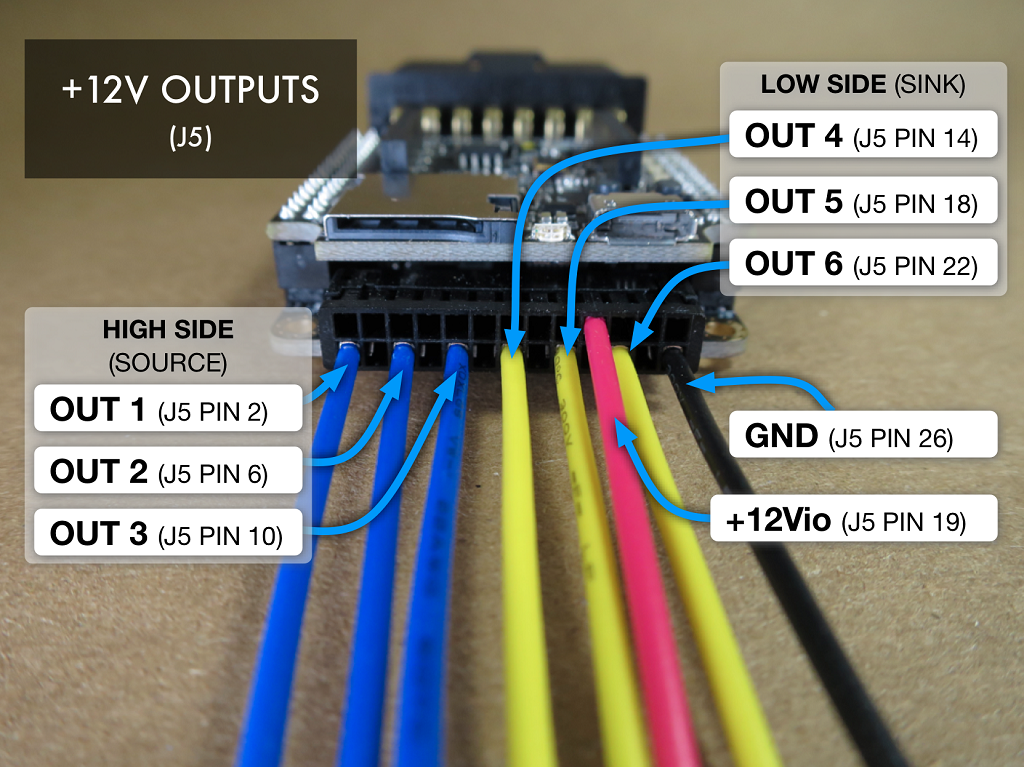 +12V OUTPUTS
(J5)
LOW SIDE (SINK)
OUT 4 (J5 PIN 14)
OUT 5 (J5 PIN 18)
OUT 6 (J5 PIN 22)
HIGH SIDE
(SOURCE)
OUT 1 (J5 PIN 2)
OUT 2 (J5 PIN 6)
OUT 3 (J5 PIN 10)
GND (J5 PIN 26)
+12Vio (J5 PIN 19)
300V